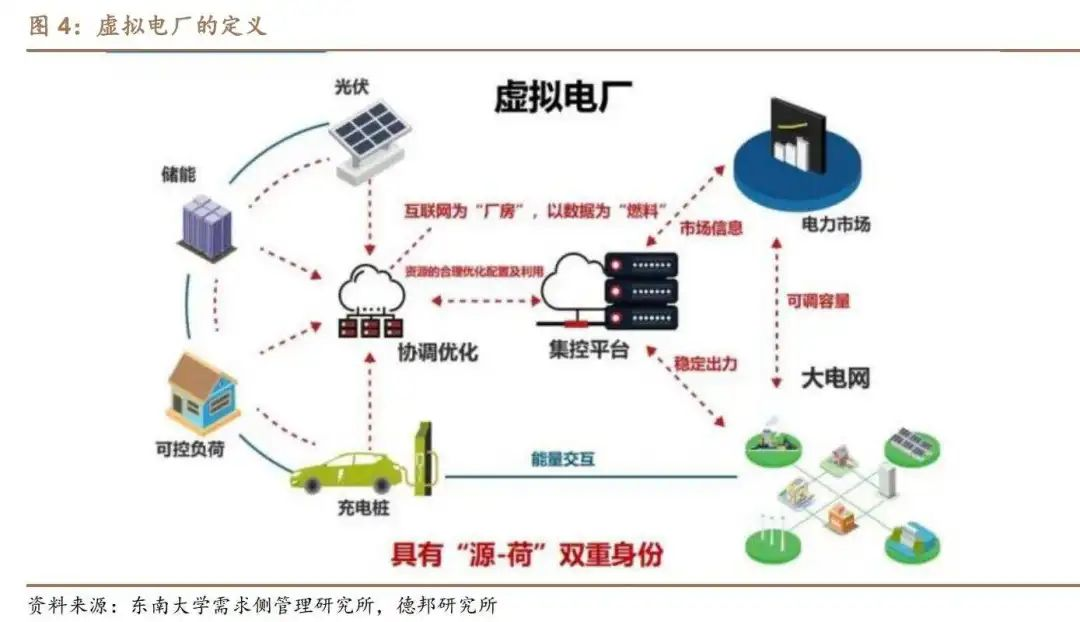 图 4：虚拟电厂的定义
虚拟电厂
光伏
储能
互联网为“厂房”，以数据为“燃料”
市场信息
电力市场
资源的合理优化配置及利用
可调容量
协调优化
集控平台
稳定出力
大电网
可控负荷
能量交互
充电桩
具有“源-荷”双重身份
资料来源：东南大学需求侧管理研究所，德邦研究所